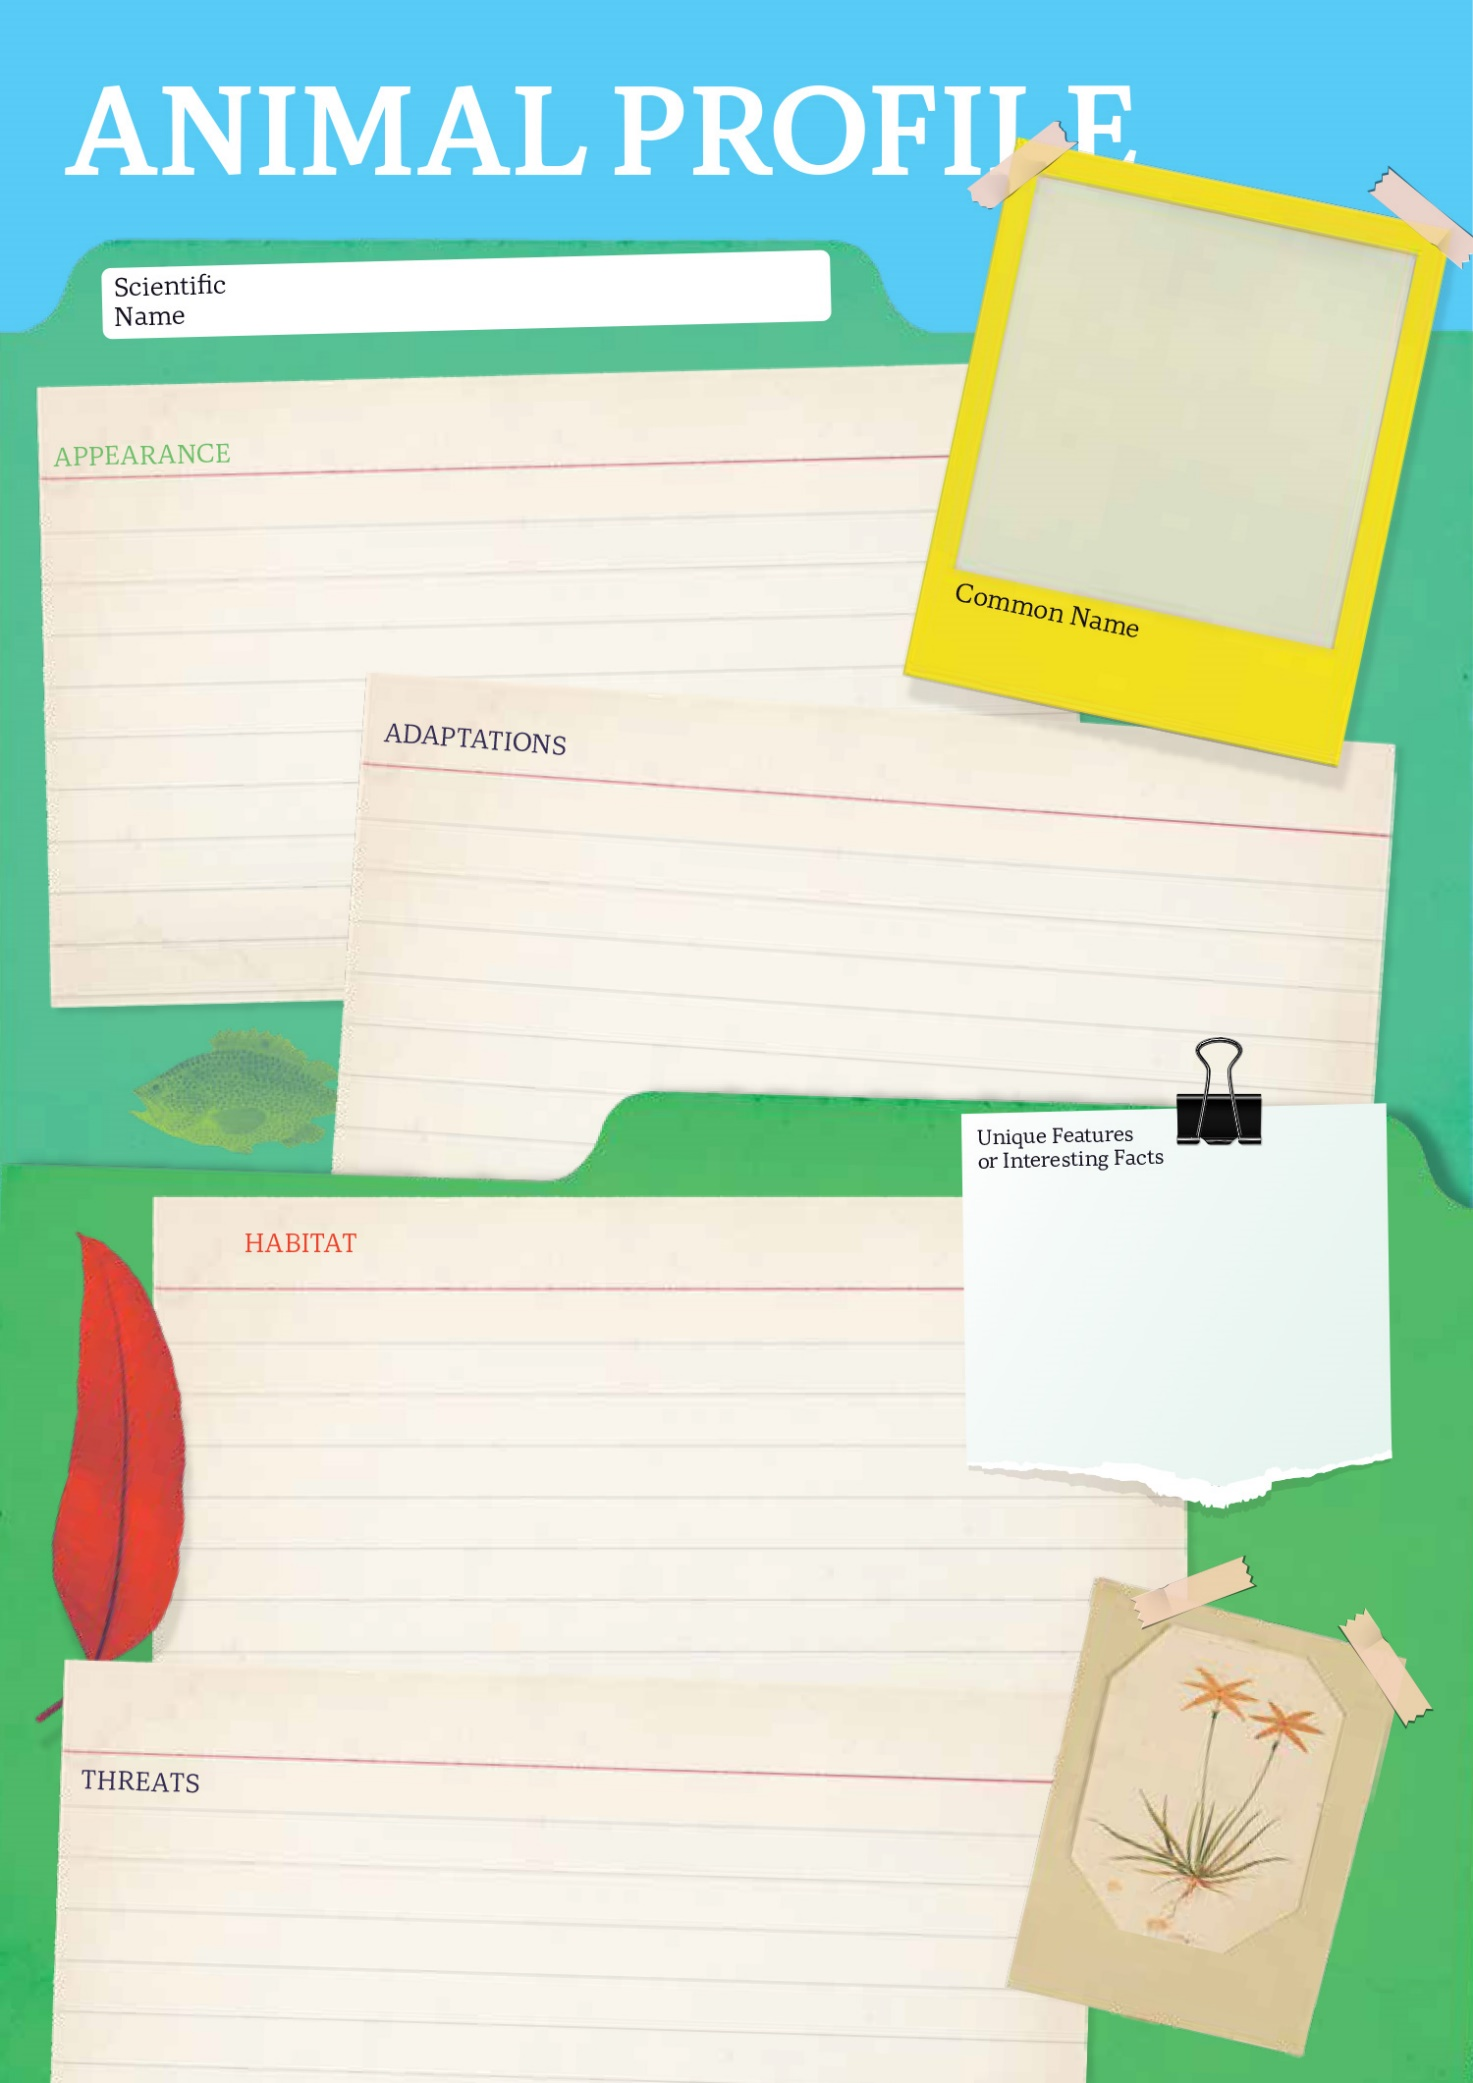 ANIMAL PROFILE
Scientific
Name
APPEARANCE
Common Name
ADAPTATIONS
Unique Features
or Interesting Facts
HABITAT
THREATS